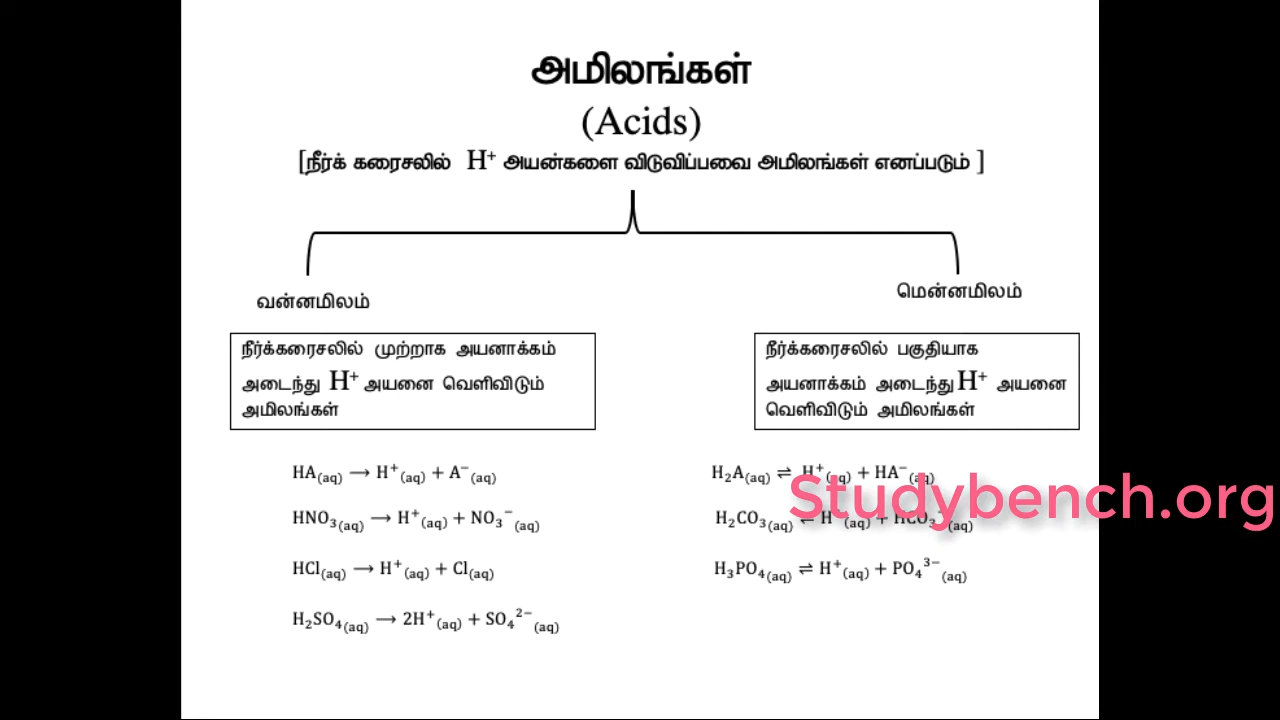 அமிலங்கள்
(Acids)
[நீர்க் கரைசலில் H⁺ அயன்களை விடுவிப்பவை அமிலங்கள் எனப்படும் ]
வன்னமிலம்
நீர்க்கரைசலில் முற்றாக அயனாக்கம்
அடைந்து H⁺ அயனை வெளிவிடும்
அமிலங்கள்
HA(aq) → H⁺(aq) + A⁻(aq)
HNO₃(aq) → H⁺(aq) + NO₃⁻(aq)
HCl(aq) → H⁺(aq) + Cl(aq)
H₂SO₄(aq) → 2H⁺(aq) + SO₄²⁻(aq)
மென்னமிலம்
நீர்க்கரைசலில் பகுதியாக
அயனாக்கம் அடைந்து H⁺ அயனை
வெளிவிடும் அமிலங்கள்
H₂A(aq) ⇌ H⁺(aq) + HA⁻(aq)
H₂CO₃(aq) ⇌ H⁺(aq) + HCO₃⁻(aq)
H₃PO₄(aq) ⇌ H⁺(aq) + PO₄³⁻(aq)
Studybench.org